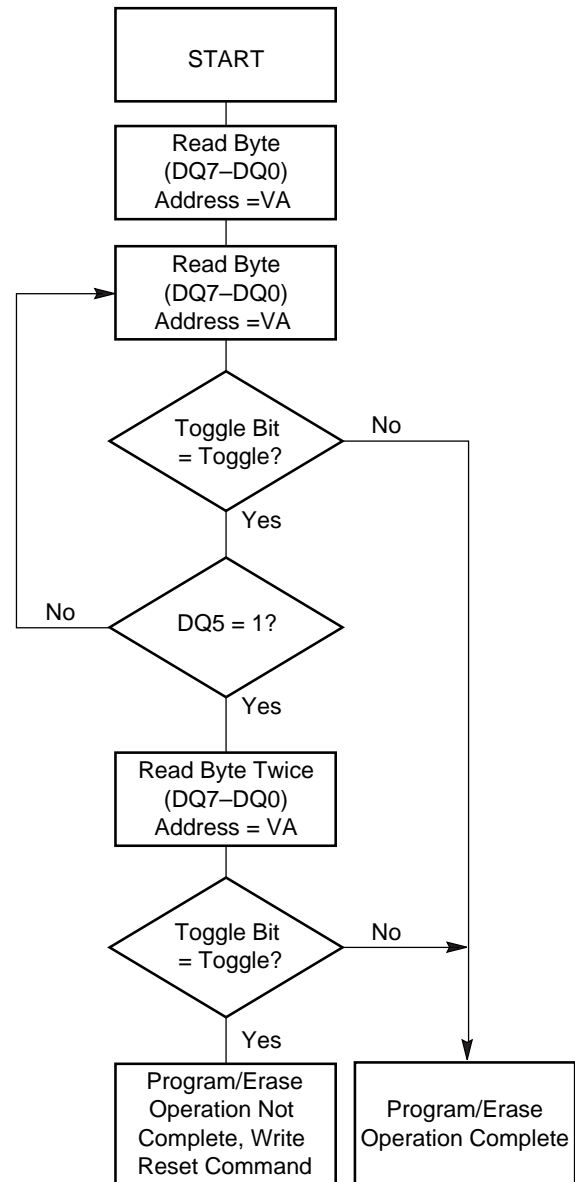 START
Read Byte
(DQ7–DQ0)
Address =VA
Read Byte
(DQ7–DQ0)
Address =VA
Toggle Bit
= Toggle?
No
Yes
No
DQ5 = 1?
Yes
Read Byte Twice
(DQ7–DQ0)
Address = VA
Toggle Bit
= Toggle?
No
Yes
Program/Erase
Operation Not
Complete, Write
Reset Command
Program/Erase
Operation Complete